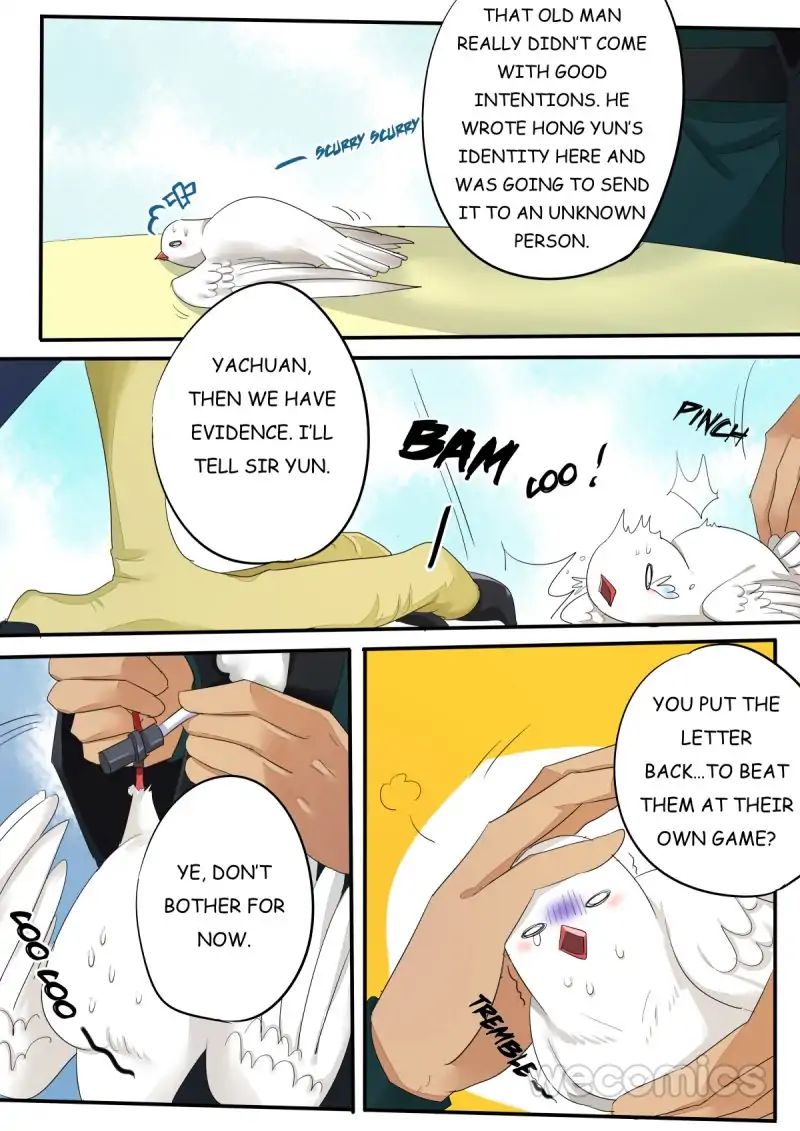 THAT OLD MAN
REALLY DIDN'T COME
WITH GOOD
INTENTIONS. HE
WROTE HONG YUN'S
IDENTITY HERE AND
WAS GOING TO SEND
IT TO AN UNKNOWN
PERSON.
SCURRY SCURRY
YACHUAN,
THEN WE HAVE
EVIDENCE. I'LL
TELL SIR YUN.
BAM
COO!
PINCH
YE, DON'T
BOTHER FOR
NOW.
COO COO
YOU PUT THE
LETTER
BACK...TO BEAT
THEM AT THEIR
OWN GAME?
TREMBLE~
wecomics